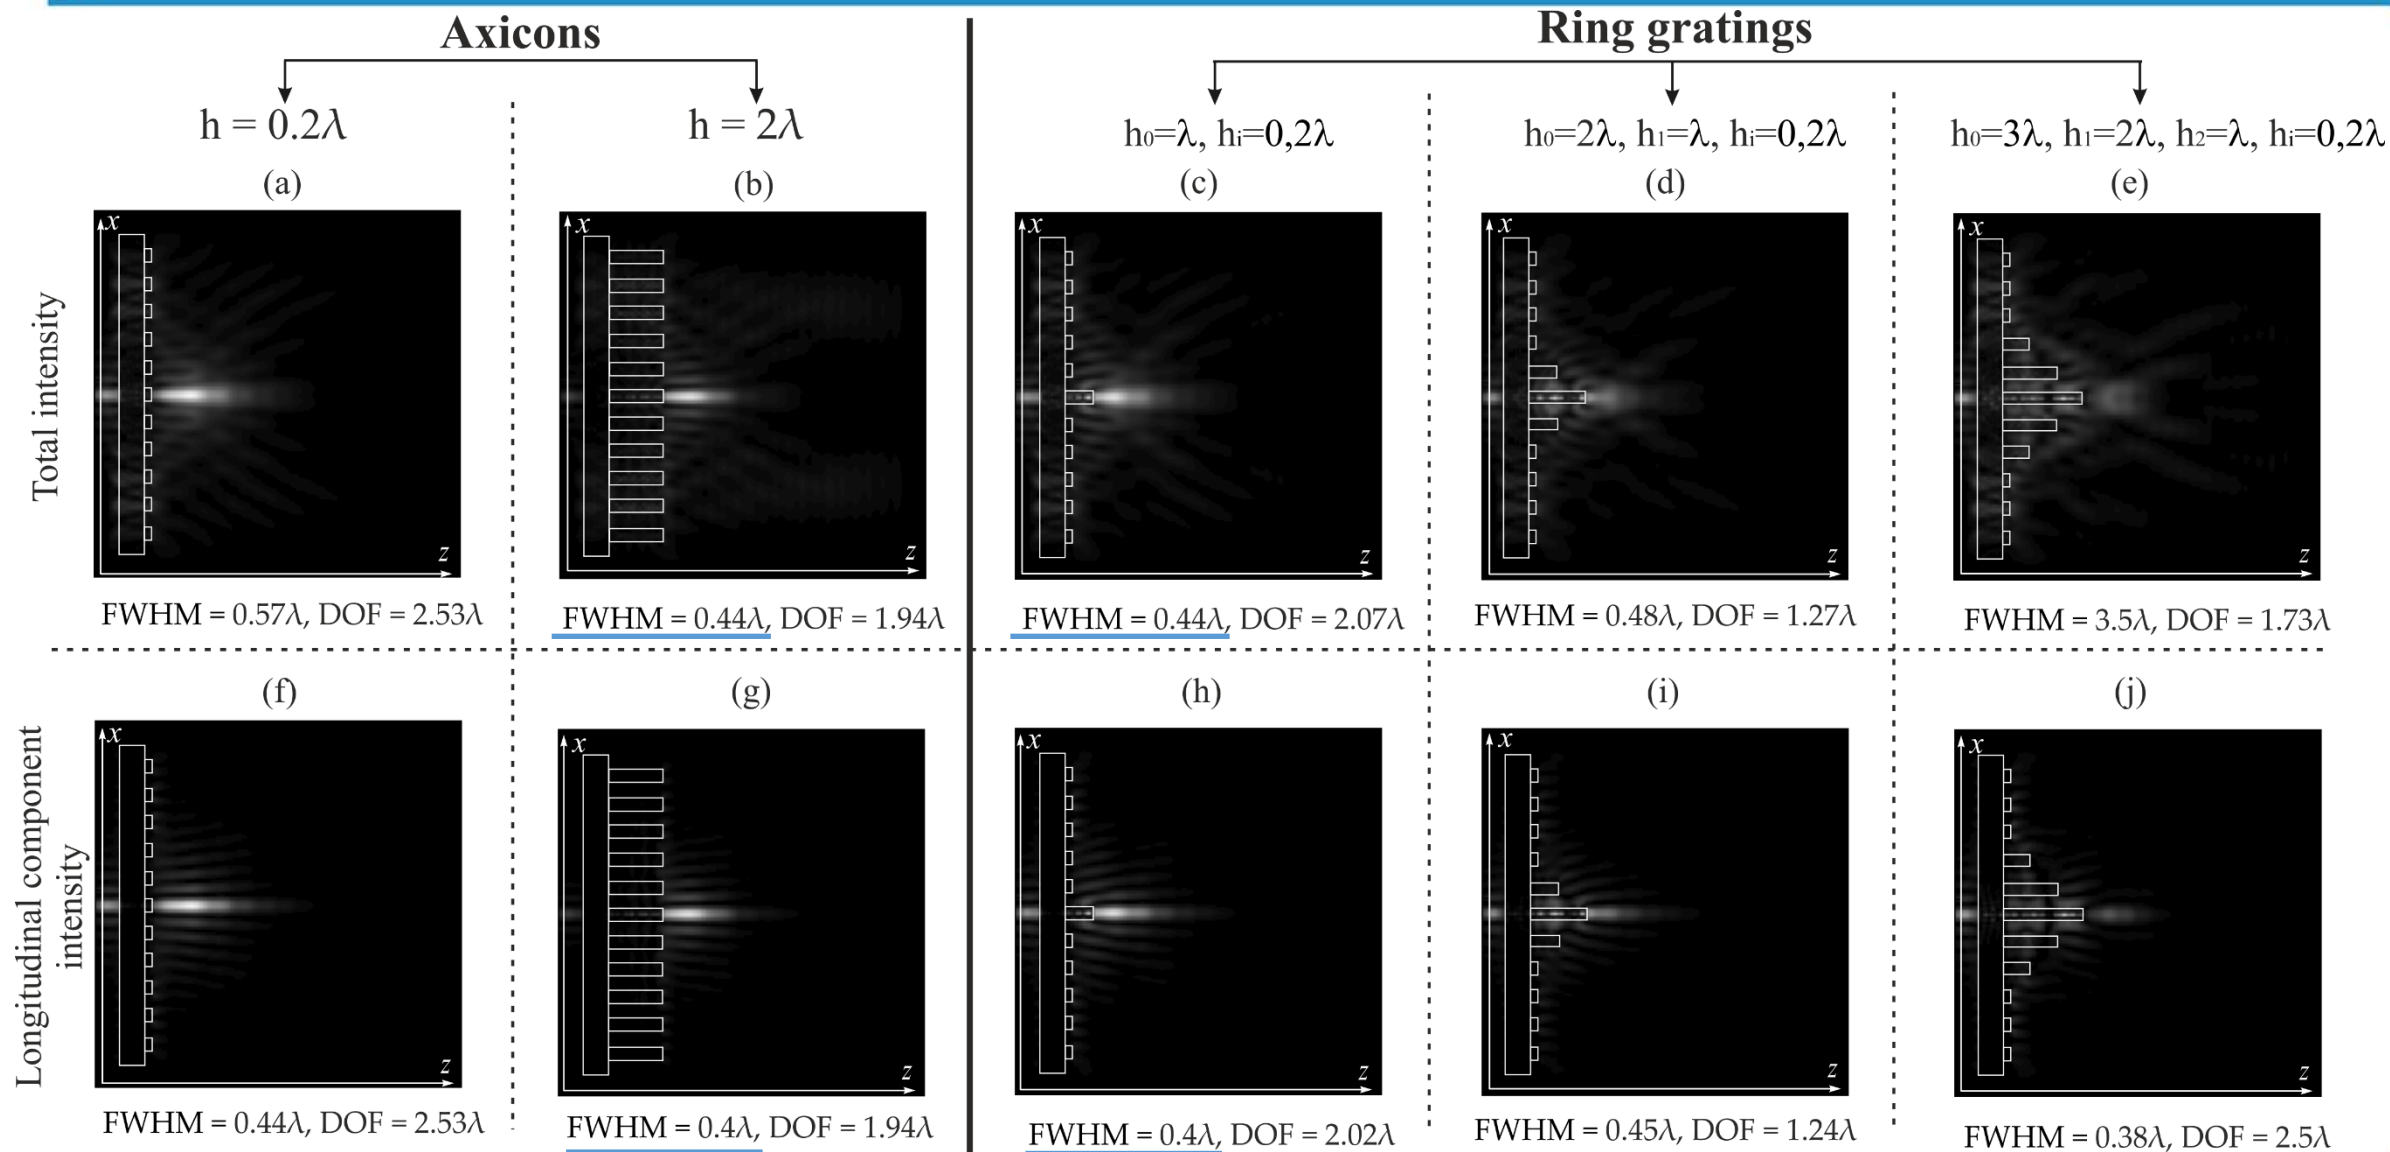 Axicons
Ring gratings
h = 0.2λ
h = 2λ
h₀=λ, hᵢ=0,2λ
h₀=2λ, h₁=λ, hᵢ=0,2λ
h₀=3λ, h₁=2λ, h₂=λ, hᵢ=0,2λ
(a)
(b)
(c)
(d)
(e)
Total intensity
x
z
x
z
x
z
x
z
x
z
FWHM = 0.57λ, DOF = 2.53λ
FWHM = 0.44λ, DOF = 1.94λ
FWHM = 0.44λ, DOF = 2.07λ
FWHM = 0.48λ, DOF = 1.27λ
FWHM = 3.5λ, DOF = 1.73λ
(f)
(g)
(h)
(i)
(j)
Longitudinal component
intensity
x
z
x
z
x
z
x
z
x
z
FWHM = 0.44λ, DOF = 2.53λ
FWHM = 0.4λ, DOF = 1.94λ
FWHM = 0.4λ, DOF = 2.02λ
FWHM = 0.45λ, DOF = 1.24λ
FWHM = 0.38λ, DOF = 2.5λ